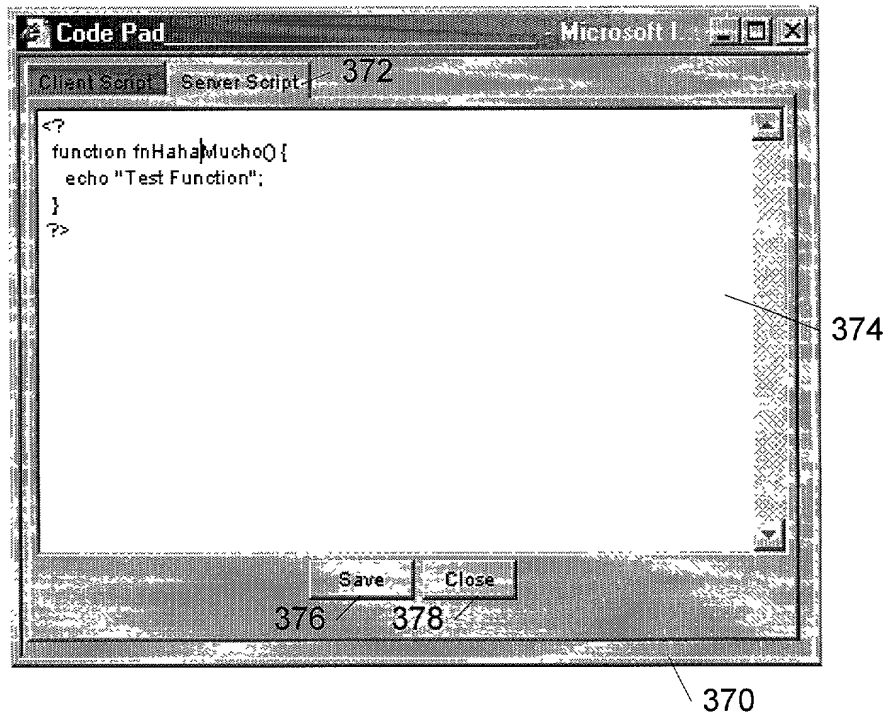 Code Pad - Microsoft I...
Client Script Server Script 372
<?
function fnHahaMucho() {
echo "Test Function";
}
?>
374
Save Close
376 378
370